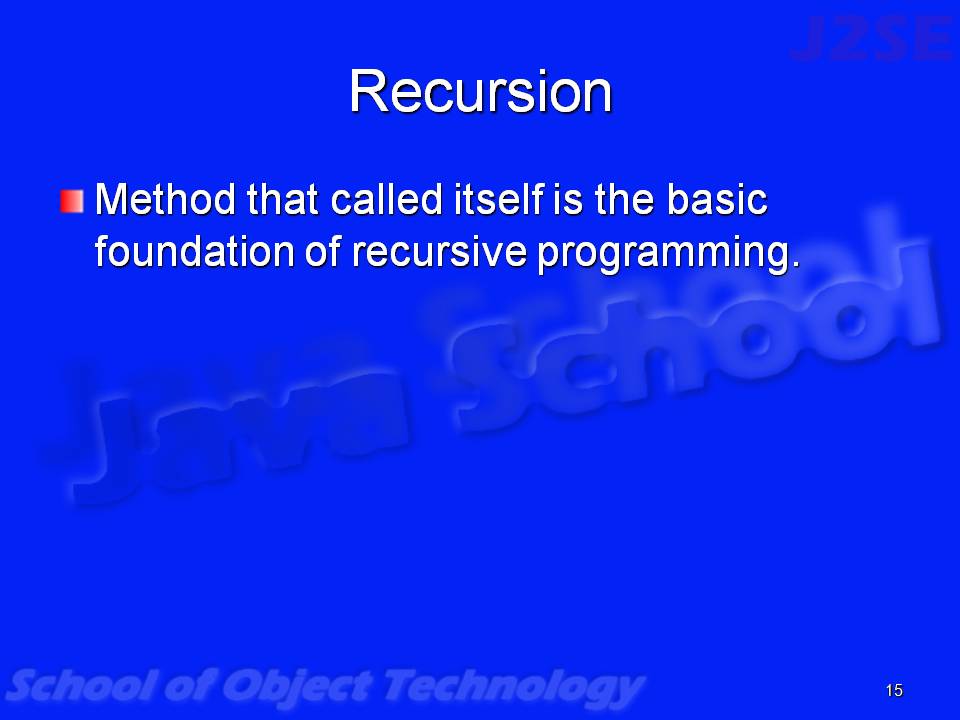 J2SE
Recursion
Method that called itself is the basic
foundation of recursive programming.
Java School
School of Object Technology
15